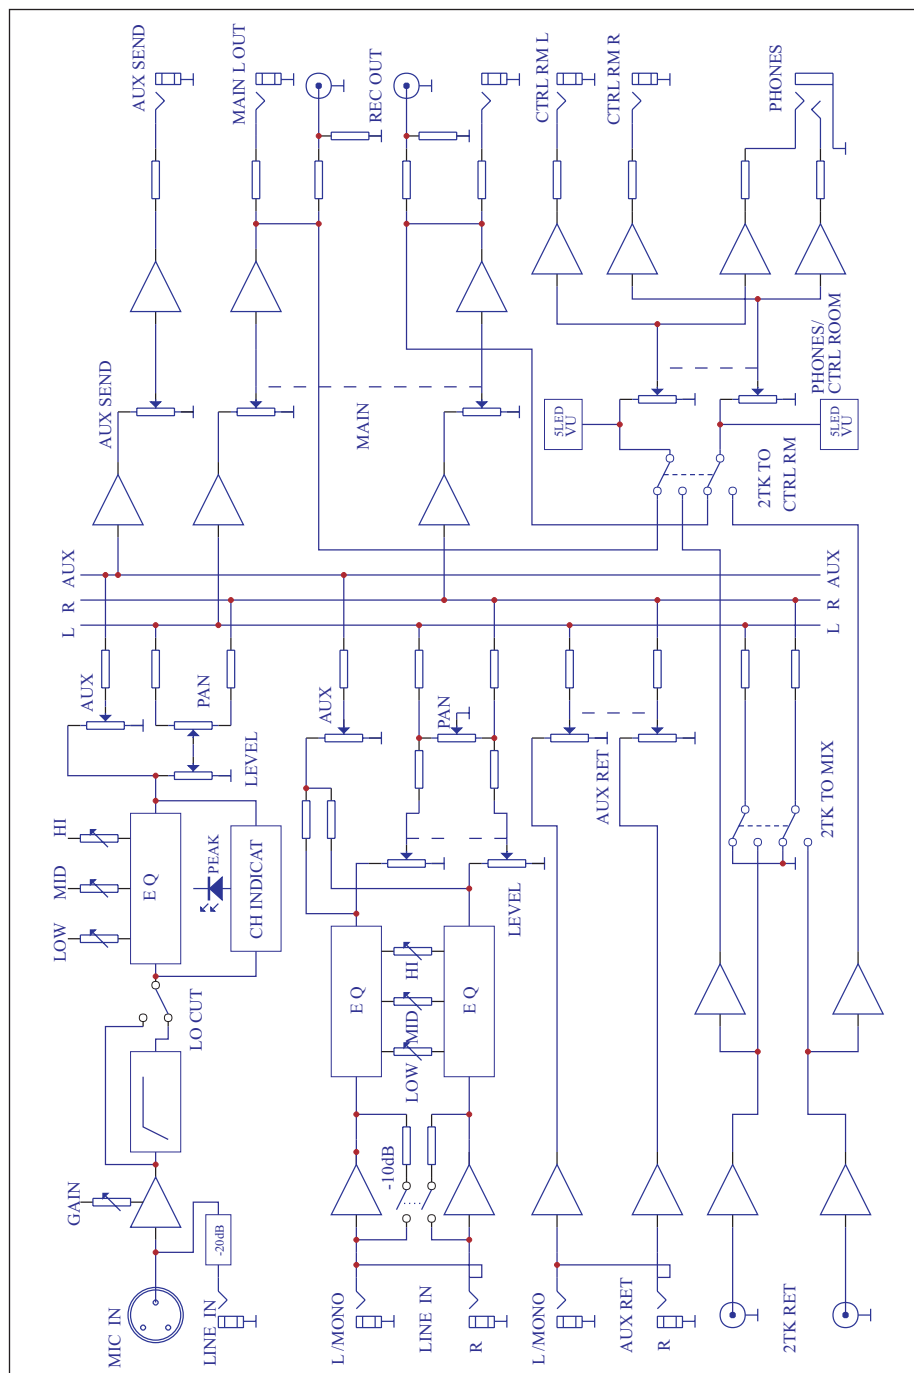 AUX SEND
MAIN L OUT
REC OUT
CTRL RM L
CTRL RM R
PHONES
AUX SEND
MAIN
5LED
VU
2TK TO
CTRL RM
5LED
VU
PHONES/
CTRL ROOM
L R AUX
L R AUX
AUX
PAN
LEVEL
AUX
PAN
AUX RET
2TK TO MIX
LOW
MID
HI
E Q
PEAK
CH INDICAT
LO CUT
E Q
LOW
MID
HI
E Q
LEVEL
GAIN
-20dB
-10dB
MIC IN
LINE IN
L /MONO
LINE IN
R
L /MONO
AUX RET
R
2TK RET